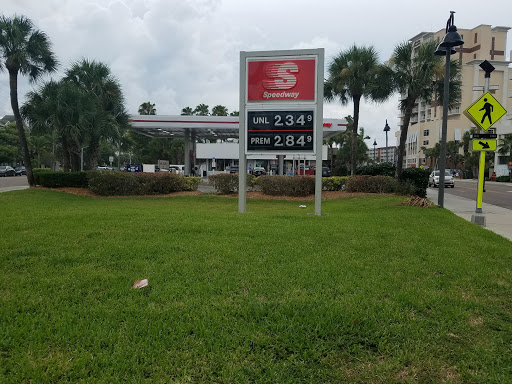 S
Speedway
UNL 2.34 9
PREM 2.84 9